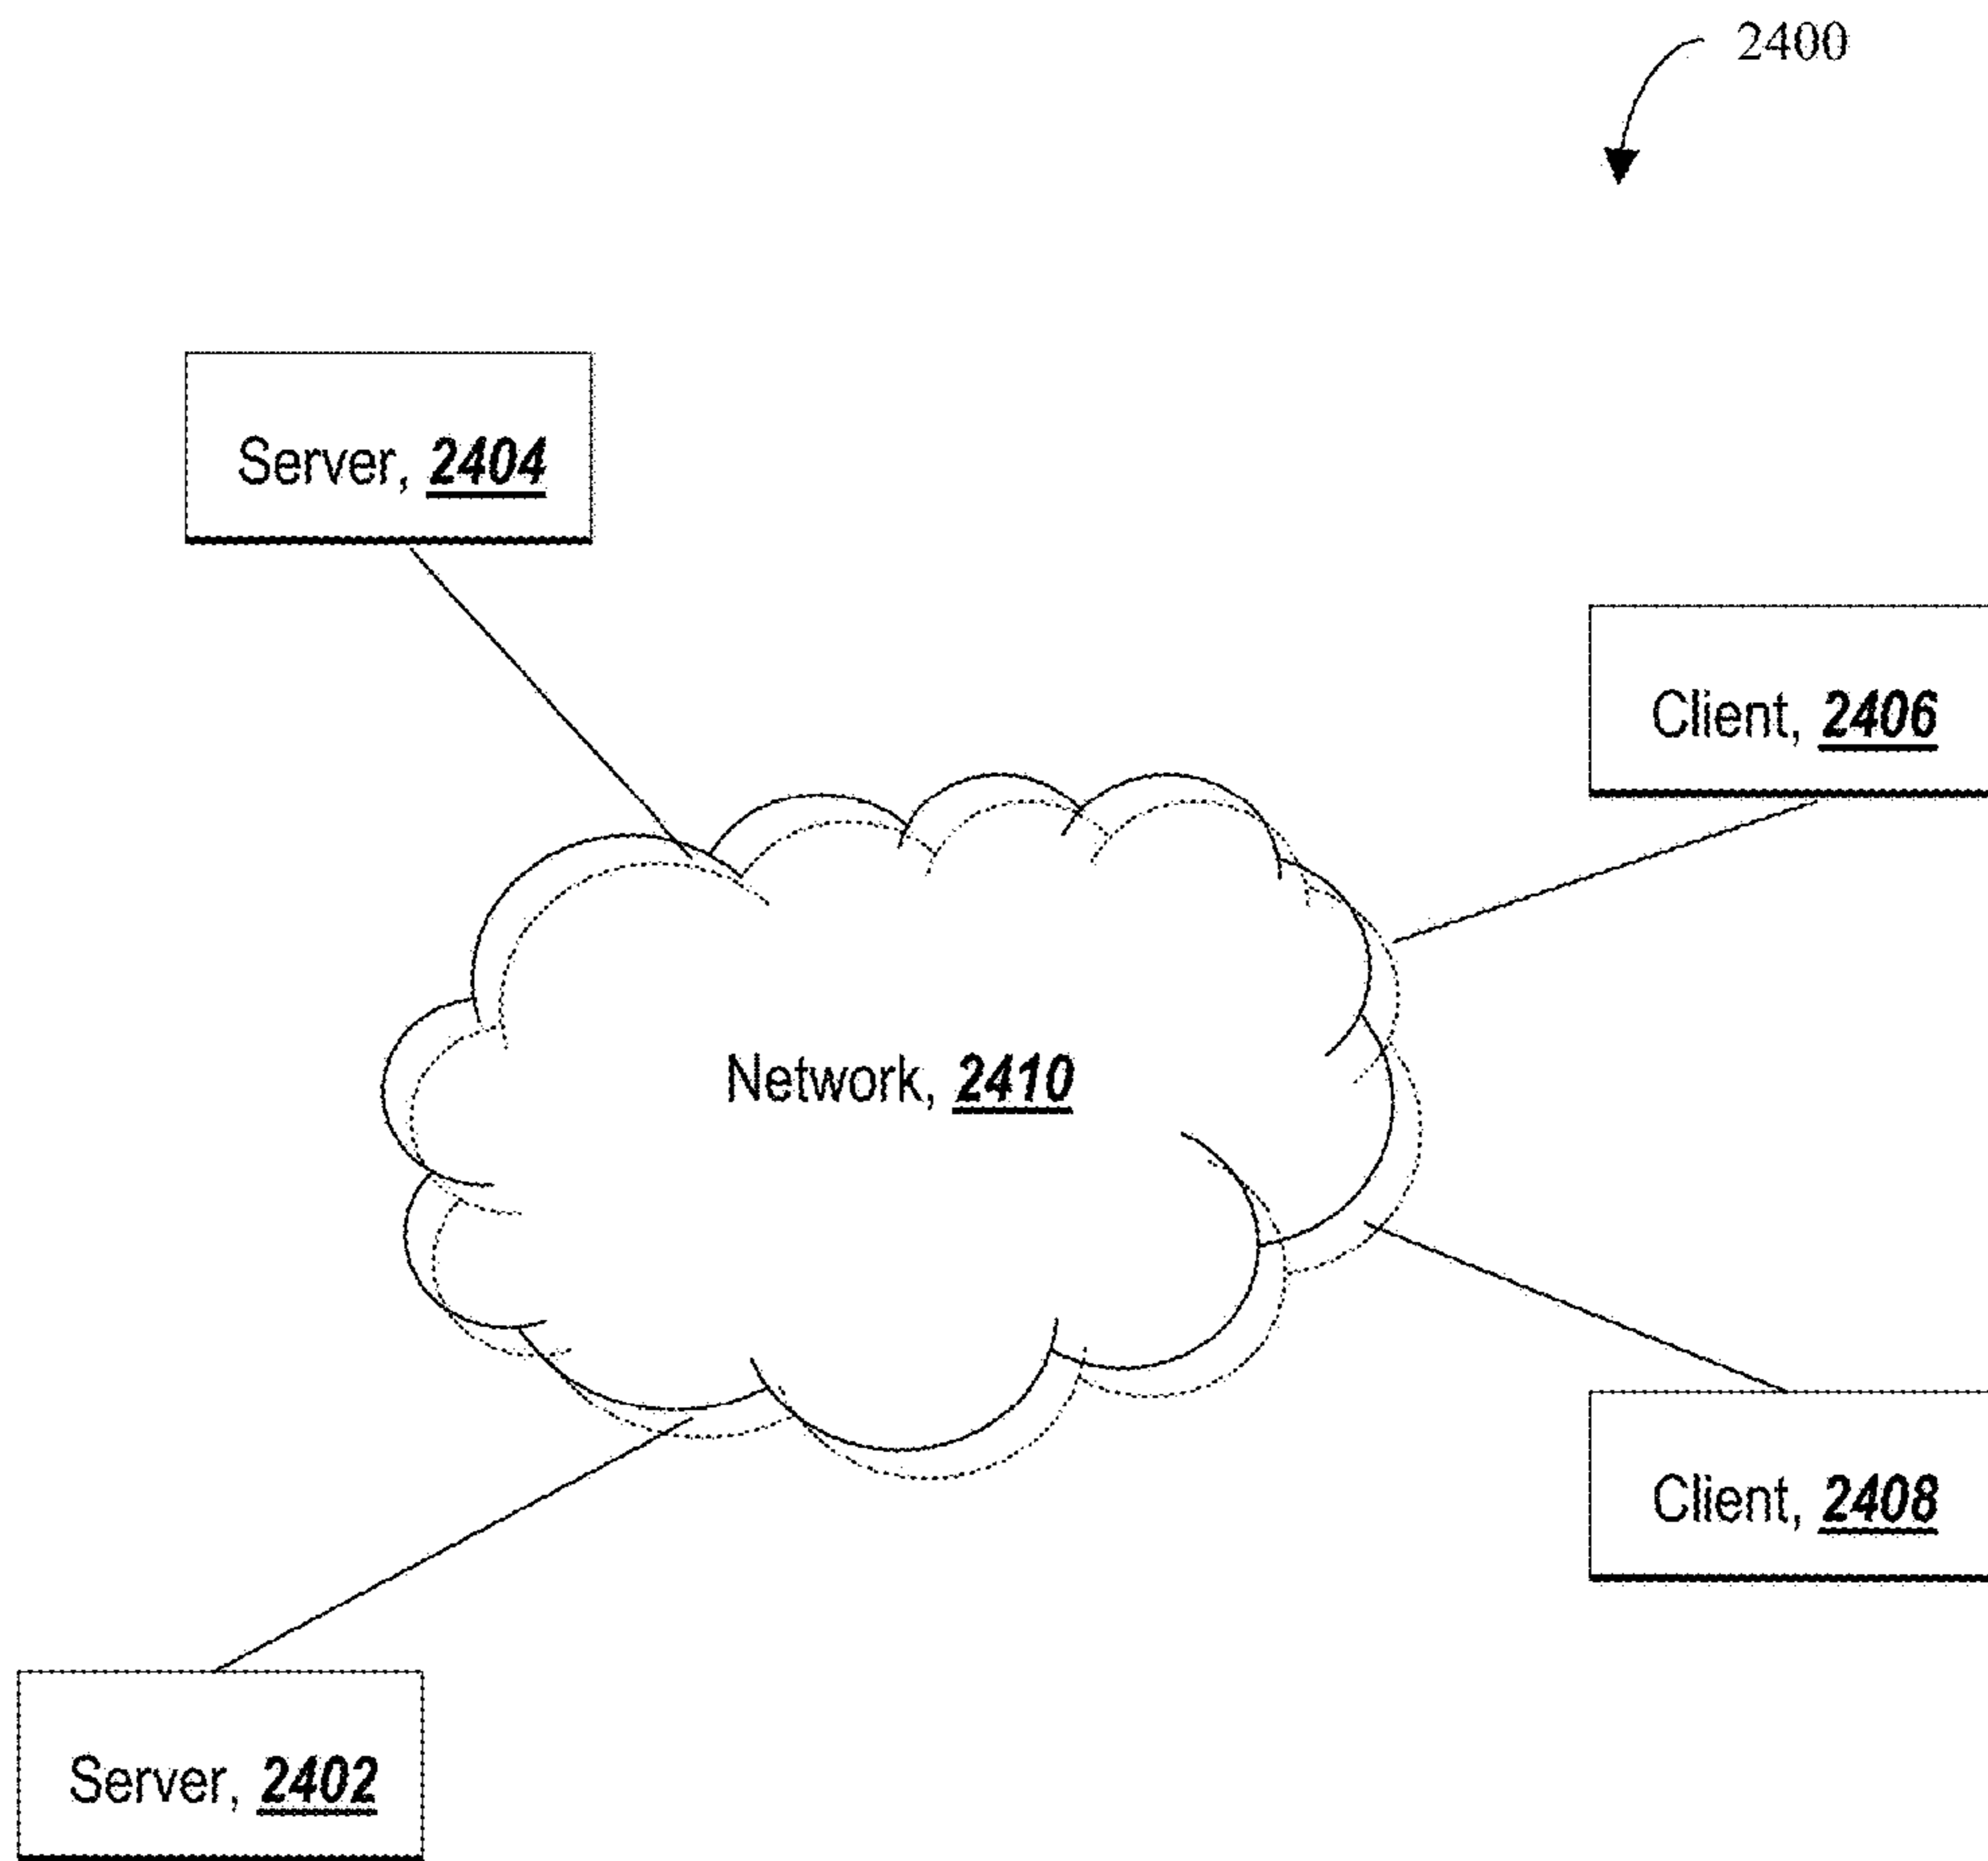 2400
Server, 2404
Client, 2406
Network, 2410
Client, 2408
Server, 2402